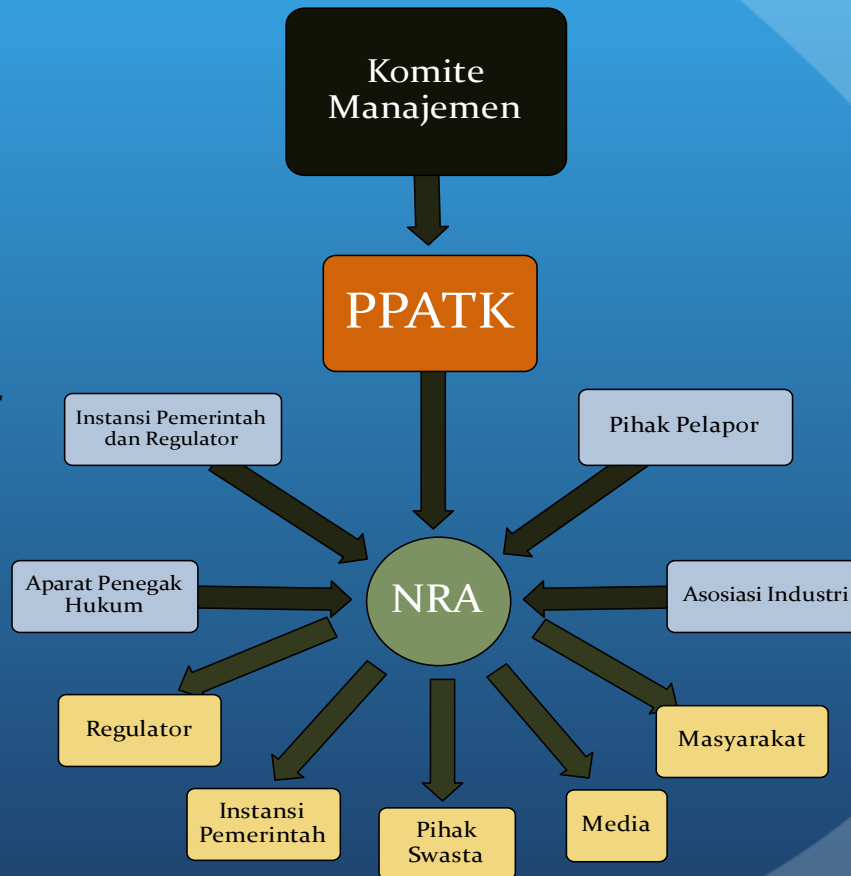 Komite
Manajemen
PPATK
Instansi Pemerintah
dan Regulator
Pihak Pelapor
Aparat Penegak
Hukum
NRA
Asosiasi Industri
Regulator
Masyarakat
Instansi
Pemerintah
Pihak
Swasta
Media